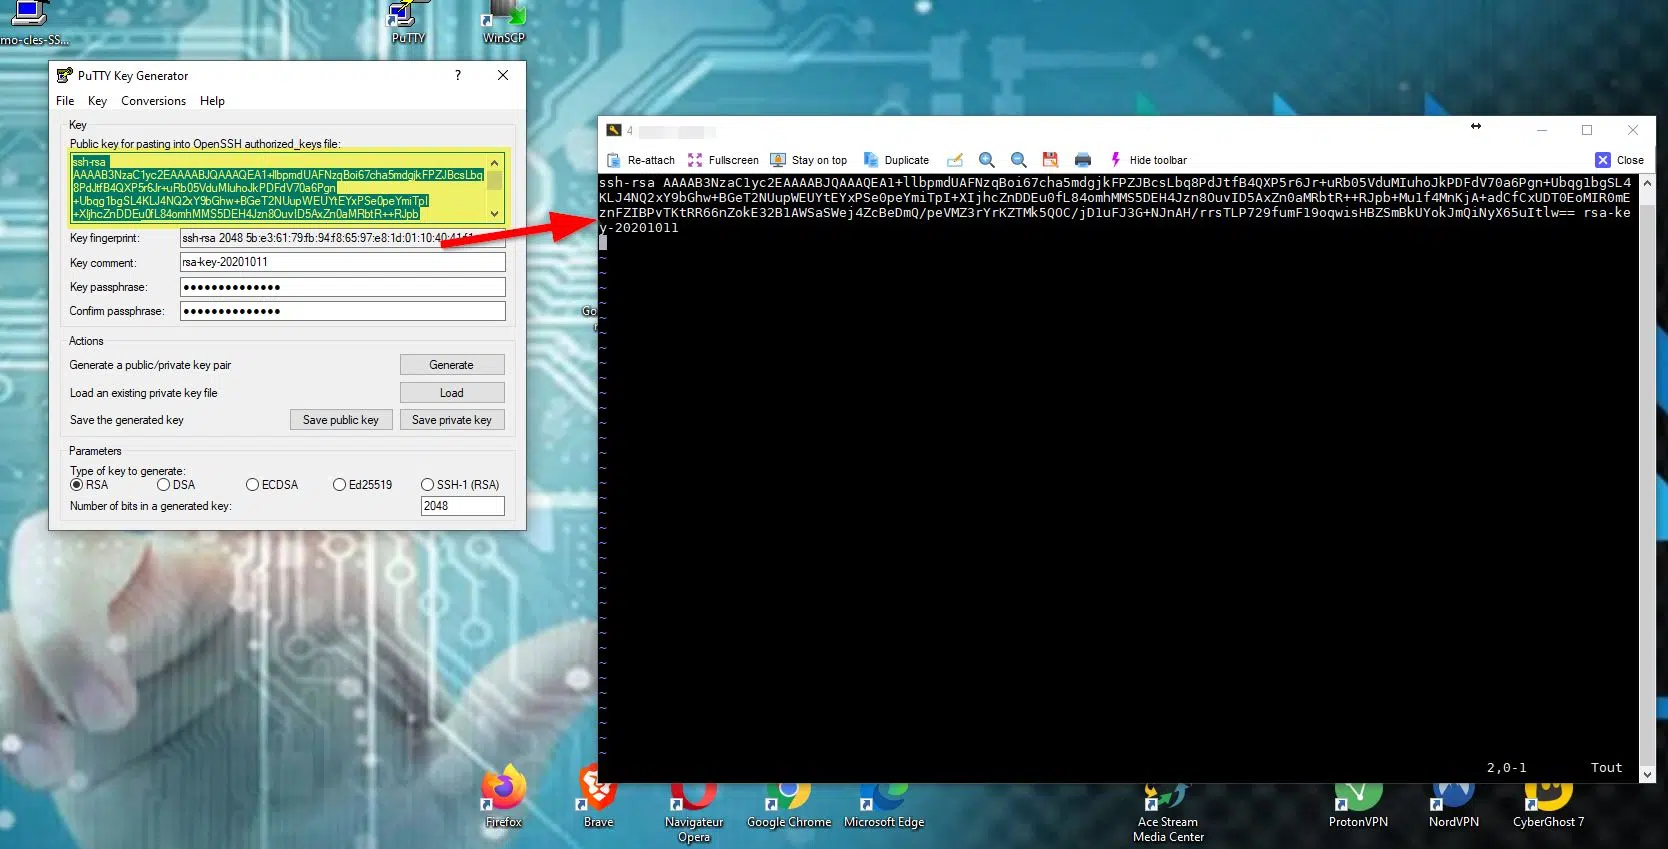 mo-cles-SS...
PuTTY
WinSCP
PuTTY Key Generator
?
File Key Conversions Help
Key
Public key for pasting into OpenSSH authorized_keys file:
ssh-rsa
AAAAB3NzaC1yc2EAAAABJQAAAQEA1+llbpmdUAFNzqBoi67cha5mdgjkFPZJBcsLbq
8PdJtfB4QXP5r6Jr+uRb05VduMIuhoJkPDFdV70a6Pgn
+Ubqg1bgSL4KLJ4NQ2xY9bGhw+BGeT2NUupWEUYtEYxPSe0peYmiTpI
+XIjhcZnDDEu0fL84omhMMS5DEH4Jzn8OuvID5AxZn0aMRbtR++RJpb
Key fingerprint: ssh-rsa 2048 5b:e3:61:79:fb:94:f8:65:97:e8:1d:01:10:40:41:f1
Key comment: rsa-key-20201011
Key passphrase: ●●●●●●●●●●●●●●
Confirm passphrase: ●●●●●●●●●●●●●●
Actions
Generate a public/private key pair Generate
Load an existing private key file Load
Save the generated key Save public key Save private key
Parameters
Type of key to generate:
RSA DSA ECDSA Ed25519 SSH-1 (RSA)
Number of bits in a generated key: 2048
4
Re-attach Fullscreen Stay on top Duplicate Hide toolbar Close
ssh-rsa AAAAB3NzaC1yc2EAAAABJQAAAQEA1+llbpmdUAFNzqBoi67cha5mdgjkFPZJBcsLbq8PdJtfB4QXP5r6Jr+uRb05VduMIuhoJkPDFdV70a6Pgn+Ubqg1bgSL4
KLJ4NQ2xY9bGhw+BGeT2NUupWEUYtEYxPSe0peYmiTpI+XIjhcZnDDEu0fL84omhMMS5DEH4Jzn8OuvID5AxZn0aMRbtR++RJpb+Mu1f4MnKjA+adCfCxUDT0EoMIR0mE
znFZIBPvTKtRR66nZokE32B1AWSaSWej4ZcBeDmQ/peVMZ3rYrKZTMk5QOC/jD1uFJ3G+NJnAH/rrsTLP729fumF19oqwisHBZSmBkUYokJmQiNyX65uItlw== rsa-ke
y-20201011
2,0-1 Tout
Firefox
Brave
Navigateur
Opera
Google Chrome
Microsoft Edge
Ace Stream
Media Center
ProtonVPN
NordVPN
CyberGhost 7